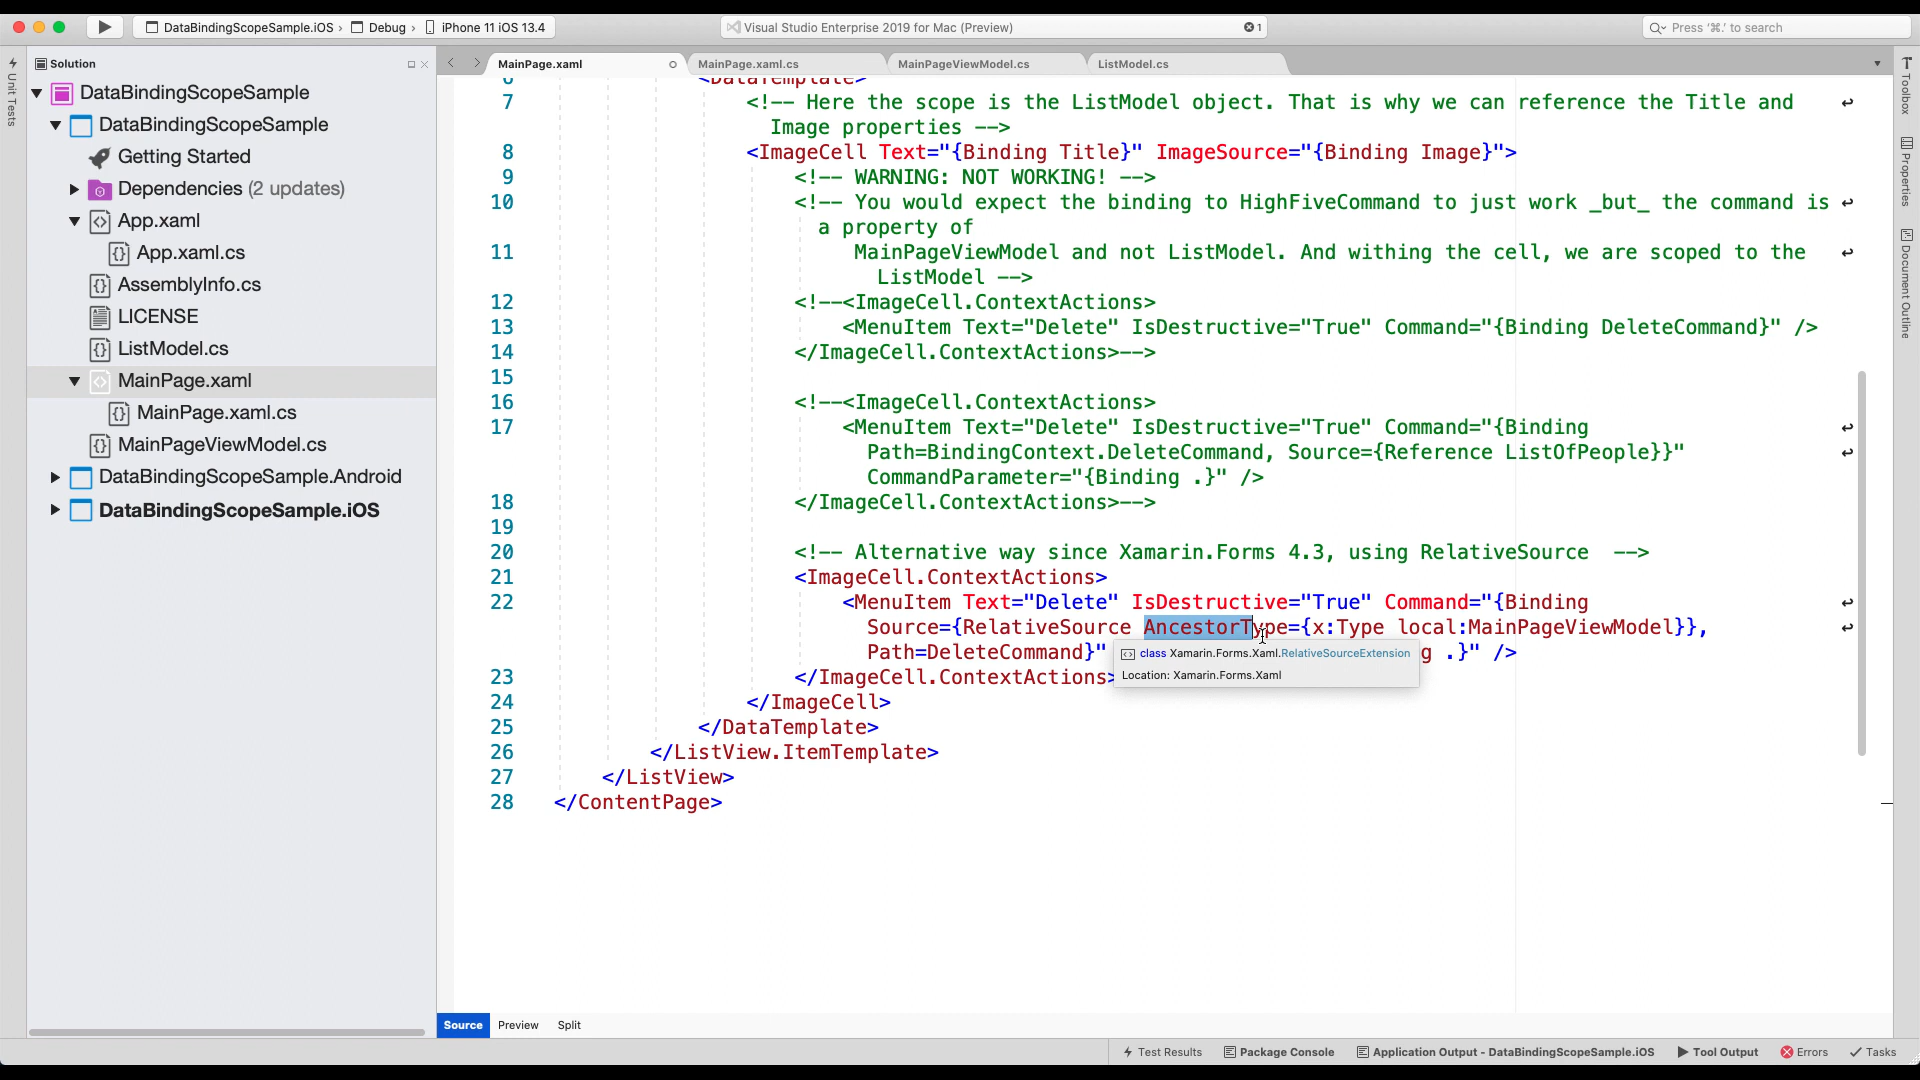 DataBindingScopeSample.iOS › Debug › iPhone 11 iOS 13.4
Visual Studio Enterprise 2019 for Mac (Preview)
1
Press '⌘.' to search
Unit Tests
Solution
DataBindingScopeSample
DataBindingScopeSample
Getting Started
Dependencies (2 updates)
App.xaml
App.xaml.cs
AssemblyInfo.cs
LICENSE
ListModel.cs
MainPage.xaml
MainPage.xaml.cs
MainPageViewModel.cs
DataBindingScopeSample.Android
DataBindingScopeSample.iOS
MainPage.xaml
MainPage.xaml.cs
MainPageViewModel.cs
ListModel.cs
6 <DataTemplate>
7 <!-- Here the scope is the ListModel object. That is why we can reference the Title and
Image properties -->
8 <ImageCell Text="{Binding Title}" ImageSource="{Binding Image}">
9 <!-- WARNING: NOT WORKING! -->
10 <!-- You would expect the binding to HighFiveCommand to just work _but_ the command is
a property of
11 MainPageViewModel and not ListModel. And withing the cell, we are scoped to the
ListModel -->
12 <!--<ImageCell.ContextActions>
13 <MenuItem Text="Delete" IsDestructive="True" Command="{Binding DeleteCommand}" />
14 </ImageCell.ContextActions>-->
15
16 <!--<ImageCell.ContextActions>
17 <MenuItem Text="Delete" IsDestructive="True" Command="{Binding
Path=BindingContext.DeleteCommand, Source={Reference ListOfPeople}}"
CommandParameter="{Binding .}" />
18 </ImageCell.ContextActions>-->
19
20 <!-- Alternative way since Xamarin.Forms 4.3, using RelativeSource -->
21 <ImageCell.ContextActions>
22 <MenuItem Text="Delete" IsDestructive="True" Command="{Binding
Source={RelativeSource AncestorType={x:Type local:MainPageViewModel}},
Path=DeleteCommand}" g .}" />
class Xamarin.Forms.Xaml.RelativeSourceExtension
Location: Xamarin.Forms.Xaml
23 </ImageCell.ContextActions>
24 </ImageCell>
25 </DataTemplate>
26 </ListView.ItemTemplate>
27 </ListView>
28 </ContentPage>
Toolbox
Properties
Document Outline
Source Preview Split
Test Results Package Console Application Output - DataBindingScopeSample.iOS Tool Output Errors Tasks